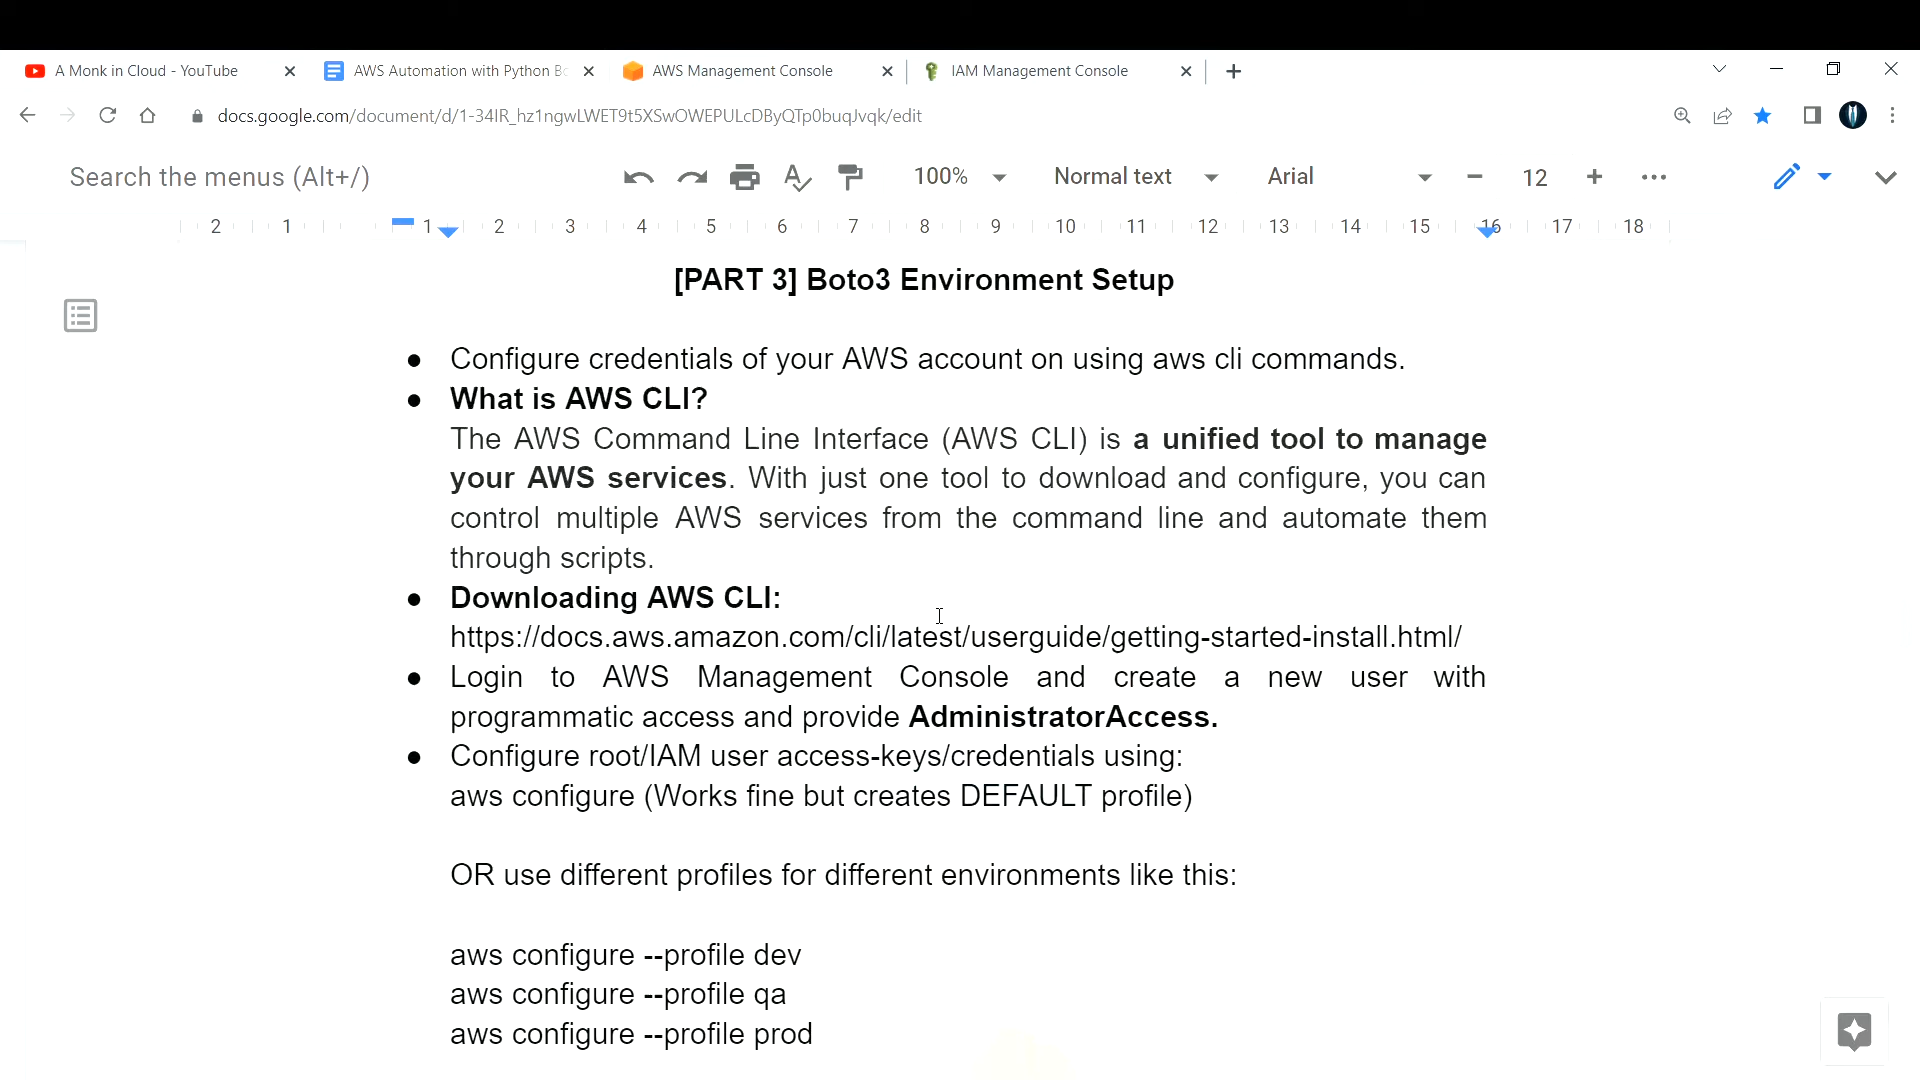 A Monk in Cloud - YouTube
AWS Automation with Python Bo
AWS Management Console
IAM Management Console
docs.google.com/document/d/1-34IR_hz1ngwLWET9t5XSwOWEPULcDByQTp0buqJvqk/edit
Search the menus (Alt+/)
100%
Normal text
Arial
12
2 1 1 2 3 4 5 6 7 8 9 10 11 12 13 14 15 16 17 18
[PART 3] Boto3 Environment Setup
● Configure credentials of your AWS account on using aws cli commands.
● What is AWS CLI?
The AWS Command Line Interface (AWS CLI) is a unified tool to manage
your AWS services. With just one tool to download and configure, you can
control multiple AWS services from the command line and automate them
through scripts.
● Downloading AWS CLI:
https://docs.aws.amazon.com/cli/latest/userguide/getting-started-install.html/
● Login to AWS Management Console and create a new user with
programmatic access and provide AdministratorAccess.
● Configure root/IAM user access-keys/credentials using:
aws configure (Works fine but creates DEFAULT profile)
OR use different profiles for different environments like this:
aws configure --profile dev
aws configure --profile qa
aws configure --profile prod